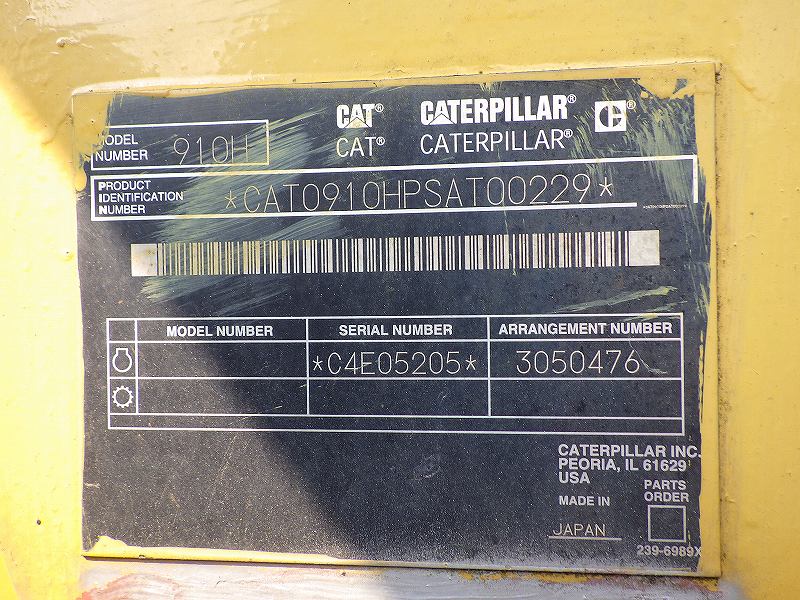 CAT® CATERPILLAR® C®
CAT® CATERPILLAR®
MODEL NUMBER 910H
PRODUCT IDENTIFICATION NUMBER *CAT0910HPSAT00229*
MODEL NUMBER SERIAL NUMBER ARRANGEMENT NUMBER
*C4E05205* 3050476
CATERPILLAR INC.
PEORIA, IL 61629
USA
MADE IN
JAPAN
PARTS
ORDER
239-6989X